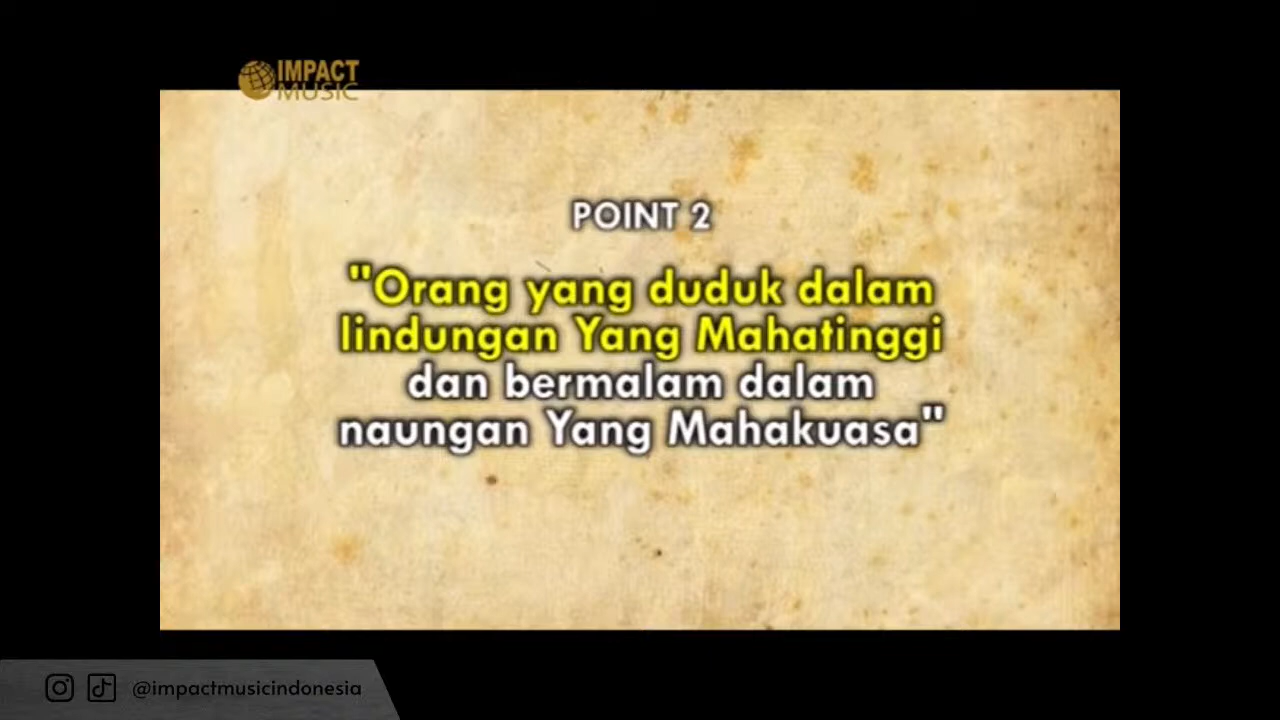 IMPACT
MUSIC
POINT 2
"Orang yang duduk dalam
lindungan Yang Mahatinggi
dan bermalam dalam
naungan Yang Mahakuasa"
@impactmusicindonesia